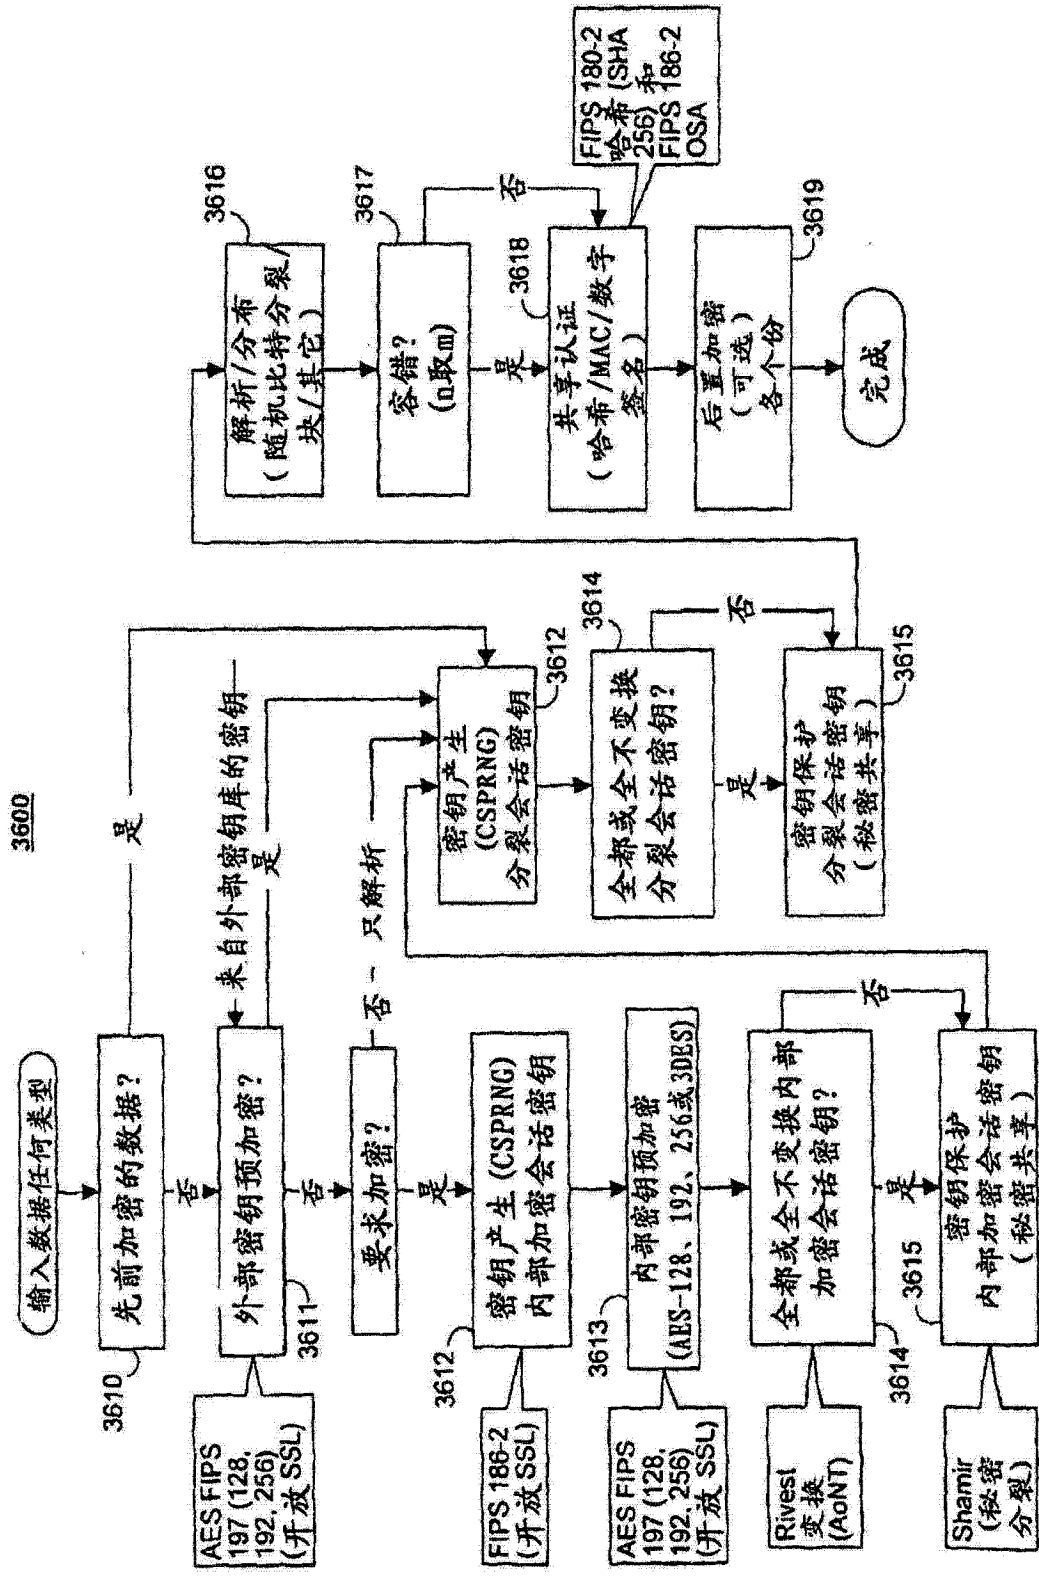 3600
输入数据任何类型
先前加密的数据?
3610
是
否
来自外部密钥库的密钥
外部密钥预加密?
3611
AES FIPS
197 (128,
192, 256)
(开放 SSL)
是
否
要求加密?
否 - 只解析
是
密钥产生 (CSPRNG)
内部加密会话密钥
3612
FIPS 186-2
(开放 SSL)
内部密钥预加密
(AES-128、192、256或3DES)
3613
AES FIPS
197 (128,
192, 256)
(开放 SSL)
全都或全不变换内部
加密会话密钥?
3614
Rivest
变换
(AoNT)
否
是
密钥保护
内部加密会话密钥
(秘密共享)
3615
Shamir
(秘密
分裂)
密钥产生
(CSPRNG)
分裂会话密钥
3612
全都或全不变换
分裂会话密钥?
3614
否
是
密钥保护
分裂会话密钥
(秘密共享)
3615
解析/分布
(随机比特分裂/
块/其它)
3616
容错?
(n取m)
3617
否
是
共享认证
(哈希/MAC/数字
签名)
3618
FIPS 180-2
哈希 (SHA
256) 和
FIPS 186-2
OSA
后置加密
(可选)
各个份
3619
完成